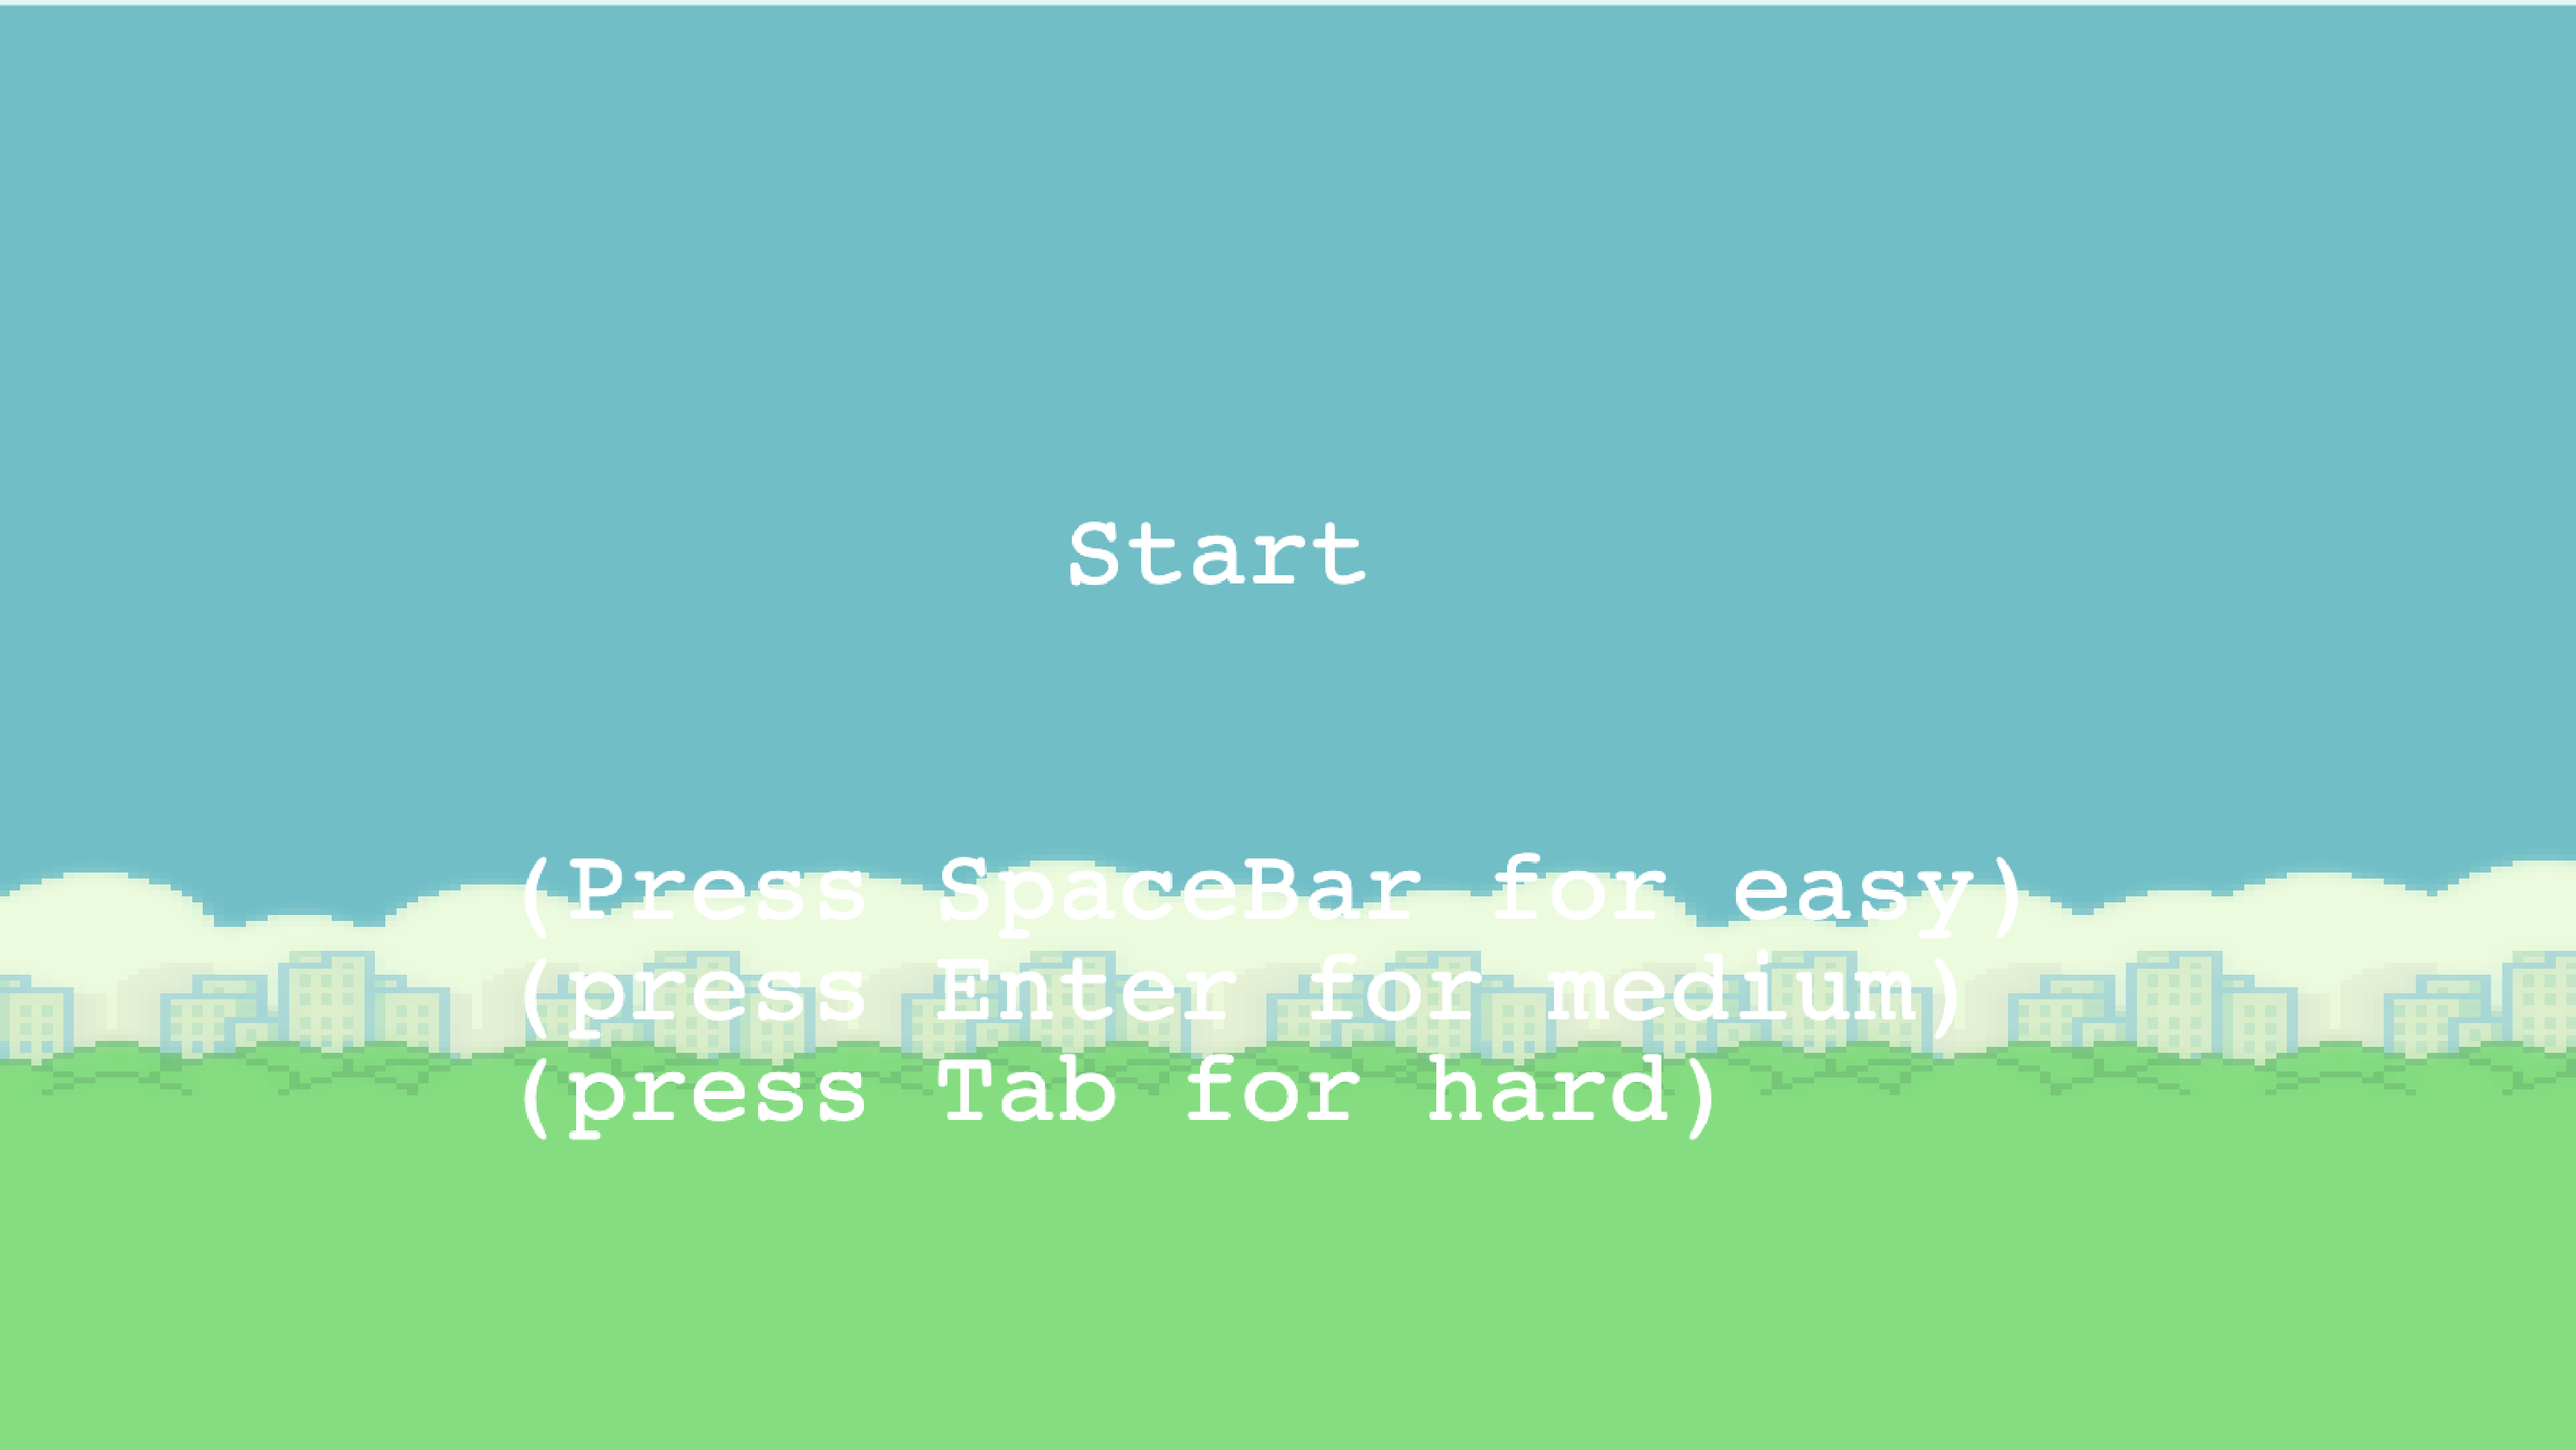 Start
(Press SpaceBar for easy)
(press Enter for medium)
(press Tab for hard)